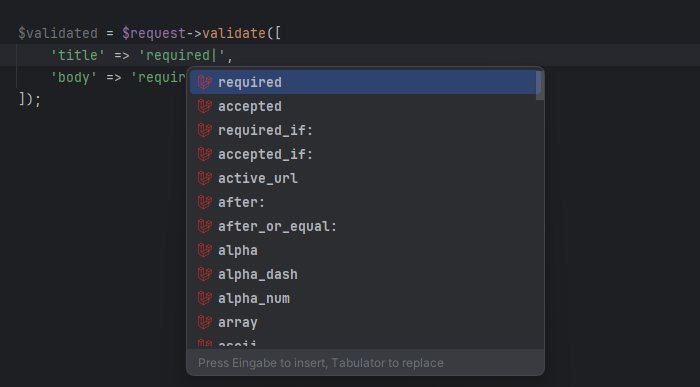 $validated = $request->validate([
'title' => 'required|',
'body' => 'requir
]);
required
accepted
required_if:
accepted_if:
active_url
after:
after_or_equal:
alpha
alpha_dash
alpha_num
array
ascii
Press Eingabe to insert, Tabulator to replace